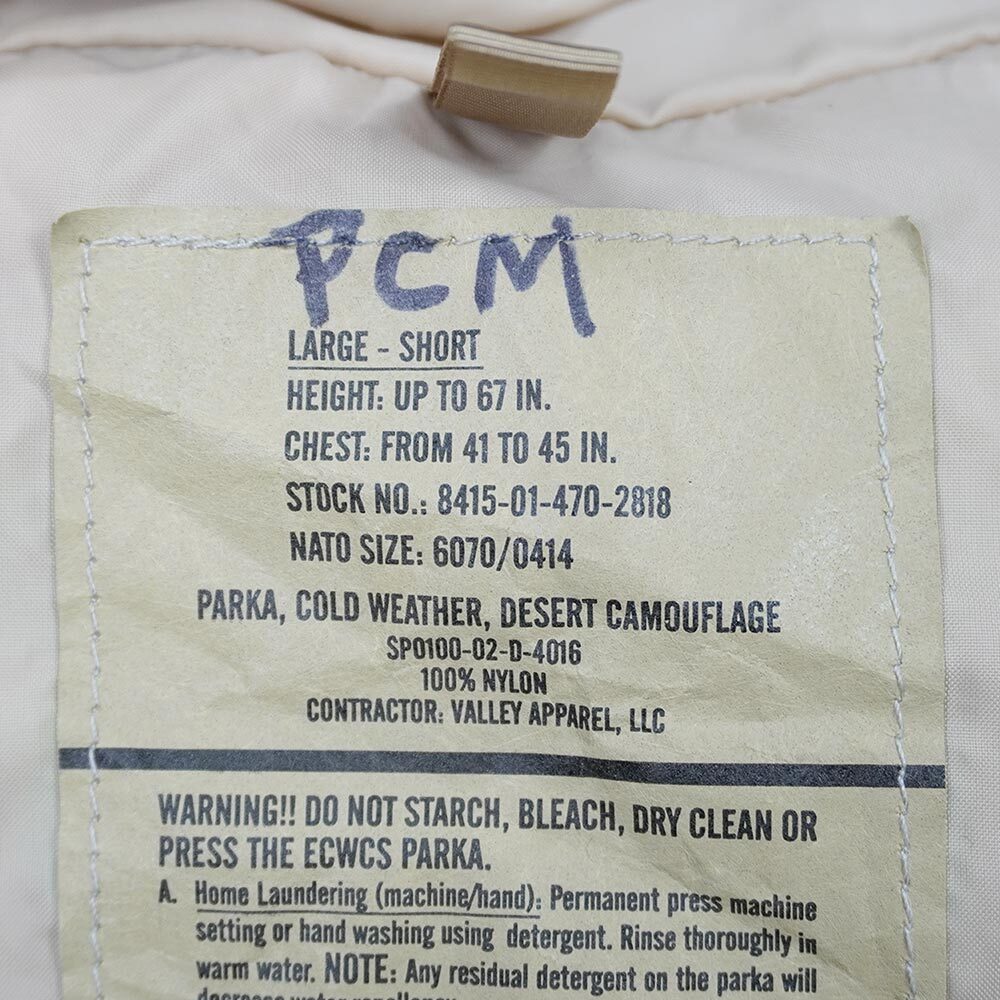 PCM
LARGE - SHORT
HEIGHT: UP TO 67 IN.
CHEST: FROM 41 TO 45 IN.
STOCK NO.: 8415-01-470-2818
NATO SIZE: 6070/0414
PARKA, COLD WEATHER, DESERT CAMOUFLAGE
SP0100-02-D-4016
100% NYLON
CONTRACTOR: VALLEY APPAREL, LLC
WARNING!! DO NOT STARCH, BLEACH, DRY CLEAN OR
PRESS THE ECWCS PARKA.
A. Home Laundering (machine/hand): Permanent press machine
setting or hand washing using detergent. Rinse thoroughly in
warm water. NOTE: Any residual detergent on the parka will
decrease water repellency